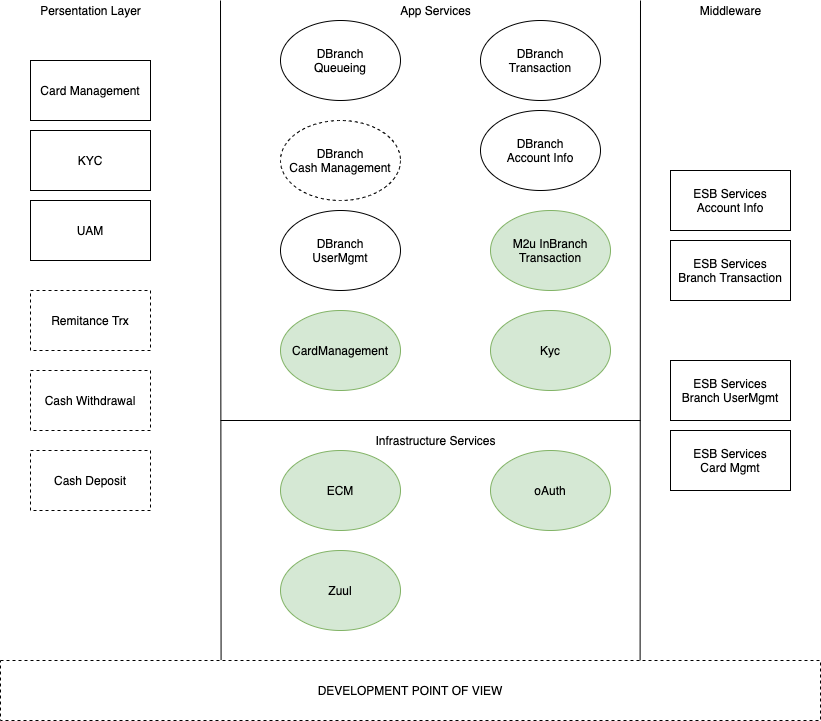 Persentation Layer
App Services
Middleware
Card Management
KYC
UAM
Remitance Trx
Cash Withdrawal
Cash Deposit
DBranch
Queueing
DBranch
Transaction
DBranch
Cash Management
DBranch
Account Info
DBranch
UserMgmt
M2u InBranch
Transaction
CardManagement
Kyc
Infrastructure Services
ECM
oAuth
Zuul
ESB Services
Account Info
ESB Services
Branch Transaction
ESB Services
Branch UserMgmt
ESB Services
Card Mgmt
DEVELOPMENT POINT OF VIEW